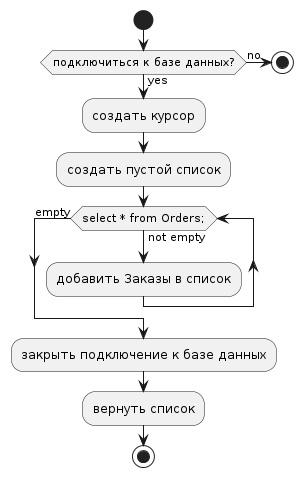 подключиться к базе данных?
no
yes
создать курсор
создать пустой список
empty
select * from Orders;
not empty
добавить Заказы в список
закрыть подключение к базе данных
вернуть список